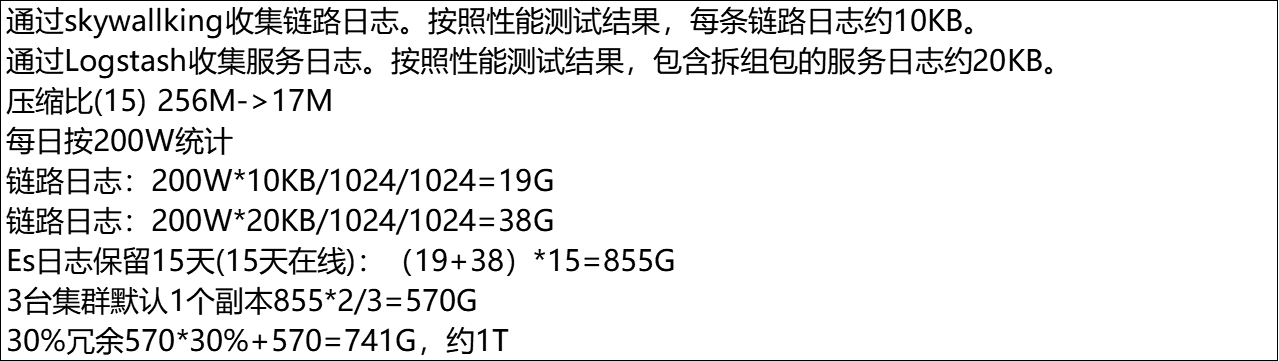 通过skywallking收集链路日志。按照性能测试结果，每条链路日志约10KB。
通过Logstash收集服务日志。按照性能测试结果，包含拆组包的服务日志约20KB。
压缩比(15) 256M->17M
每日按200W统计
链路日志：200W*10KB/1024/1024=19G
链路日志：200W*20KB/1024/1024=38G
Es日志保留15天(15天在线)：（19+38）*15=855G
3台集群默认1个副本855*2/3=570G
30%冗余570*30%+570=741G，约1T